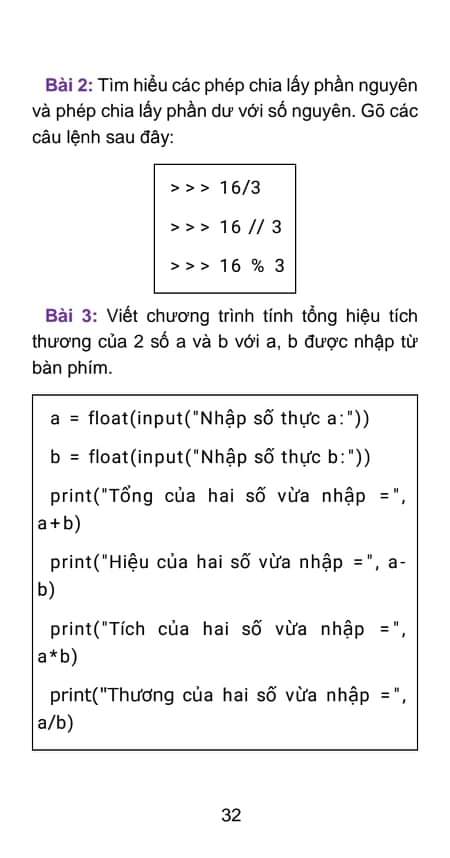 Bài 2: Tìm hiểu các phép chia lấy phần nguyên
và phép chia lấy phần dư với số nguyên. Gõ các
câu lệnh sau đây:
> > > 16/3
> > > 16 // 3
> > > 16 % 3
Bài 3: Viết chương trình tính tổng hiệu tích
thương của 2 số a và b với a, b được nhập từ
bàn phím.
a = float(input("Nhập số thực a:"))
b = float(input("Nhập số thực b:"))
print("Tổng của hai số vừa nhập =",
a+b)
print("Hiệu của hai số vừa nhập =", a-
b)
print("Tích của hai số vừa nhập =",
a*b)
print("Thương của hai số vừa nhập =",
a/b)
32